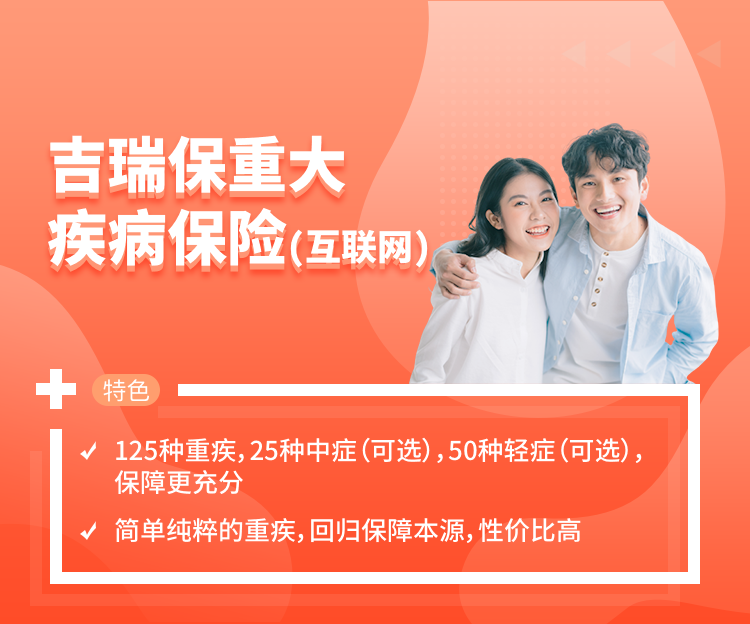 吉瑞保重大
疾病保险(互联网)
特色
125种重疾，25种中症（可选），50种轻症（可选），
保障更充分
简单纯粹的重疾，回归保障本源，性价比高